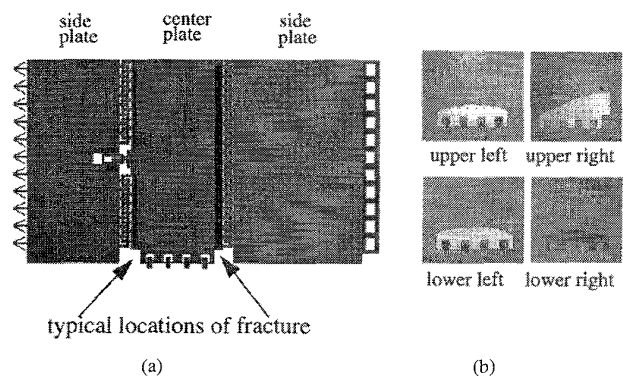 side plate
center plate
side plate
upper left
upper right
lower left
lower right
typical locations of fracture
(a)
(b)